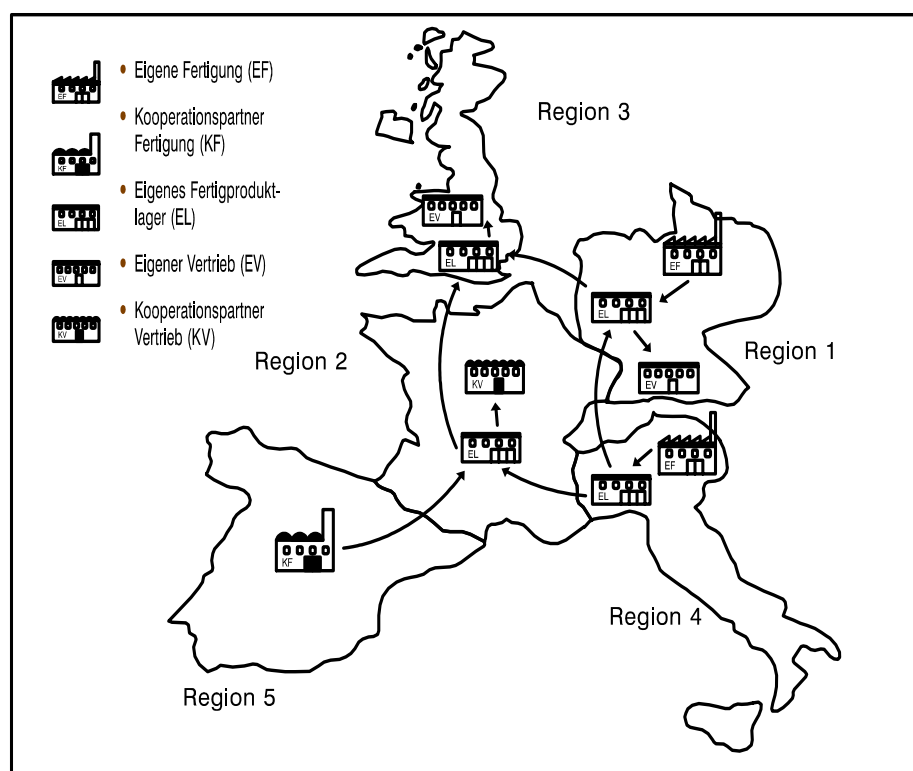 • Eigene Fertigung (EF)
EF
• Kooperationspartner
Fertigung (KF)
KF
• Eigenes Fertigprodukt-
lager (EL)
EL
• Eigener Vertrieb (EV)
EV
• Kooperationspartner
Vertrieb (KV)
KV
Region 3
EV
EL
EF
EL
Region 1
EV
Region 2
KV
EL
EF
EL
KF
Region 4
Region 5